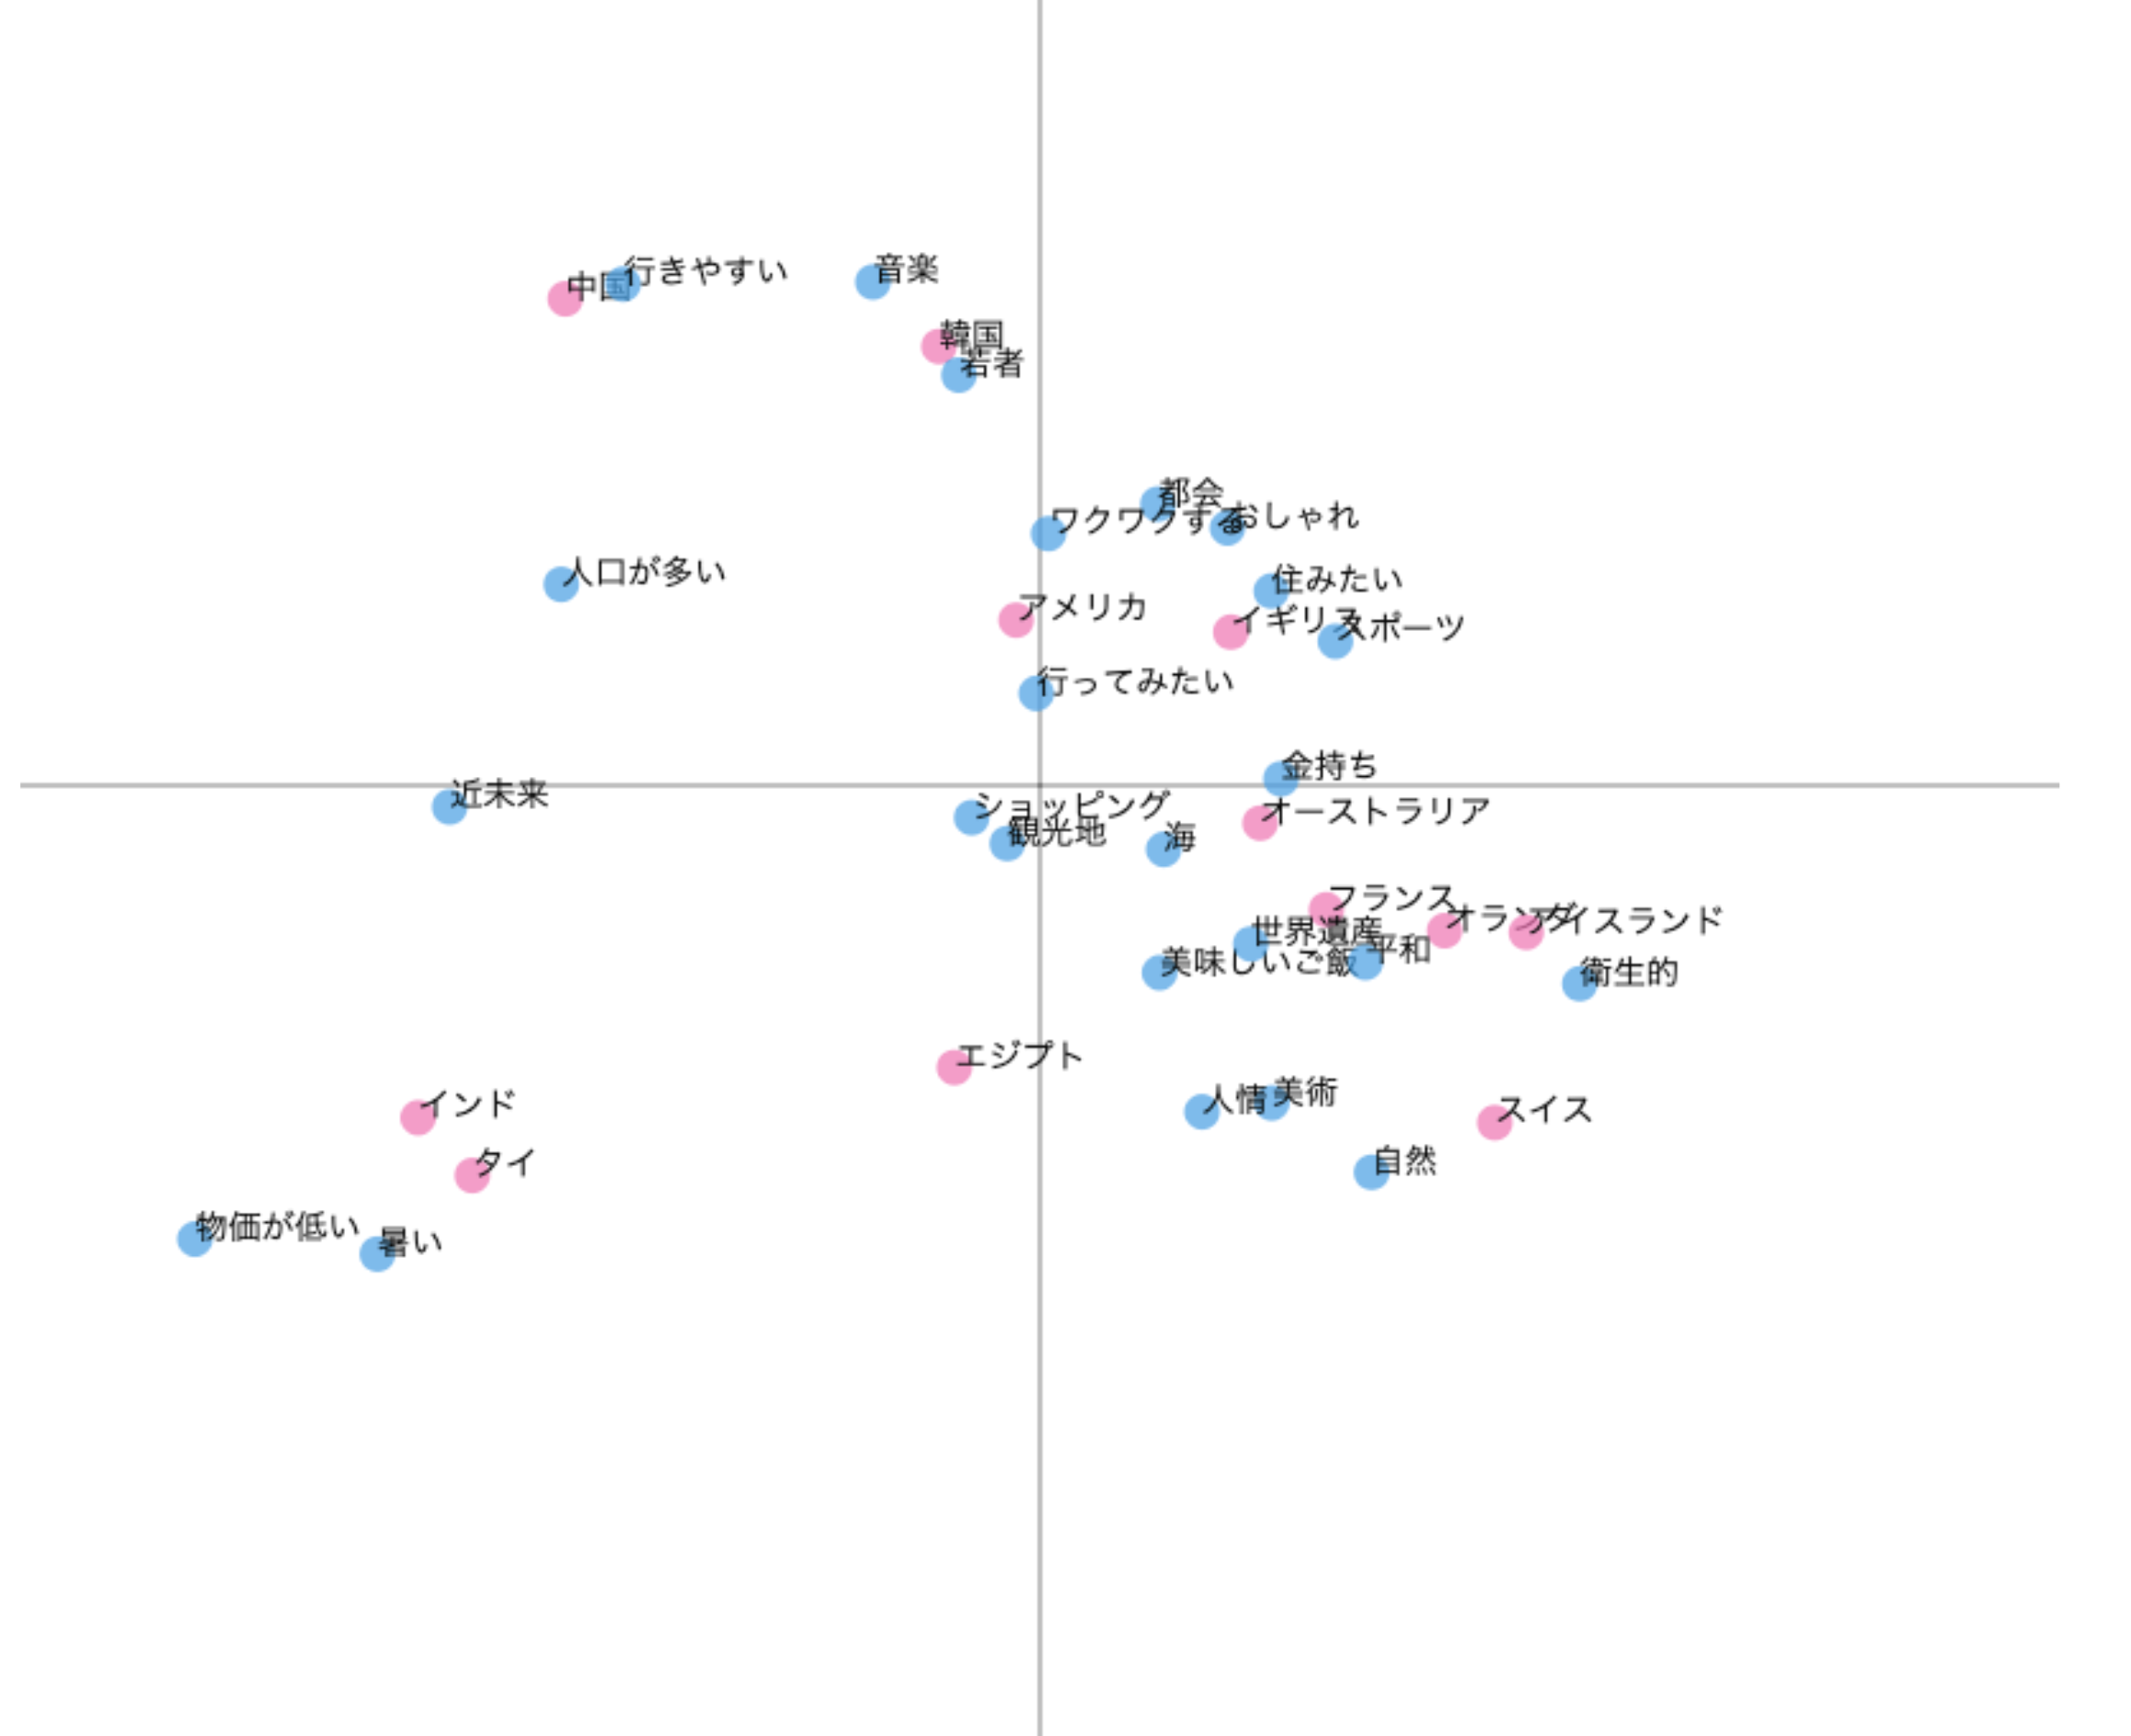 行きやすい
中国
音楽
韓国
若者
都会
おしゃれ
ワクワクする
人口が多い
住みたい
アメリカ
イギリス
スポーツ
行ってみたい
金持ち
近未来
ショッピング
オーストラリア
観光地
海
フランス
オランダ
アイスランド
世界遺産
平和
美味しいご飯
衛生的
エジプト
インド
人情
美術
スイス
タイ
自然
物価が低い
暑い